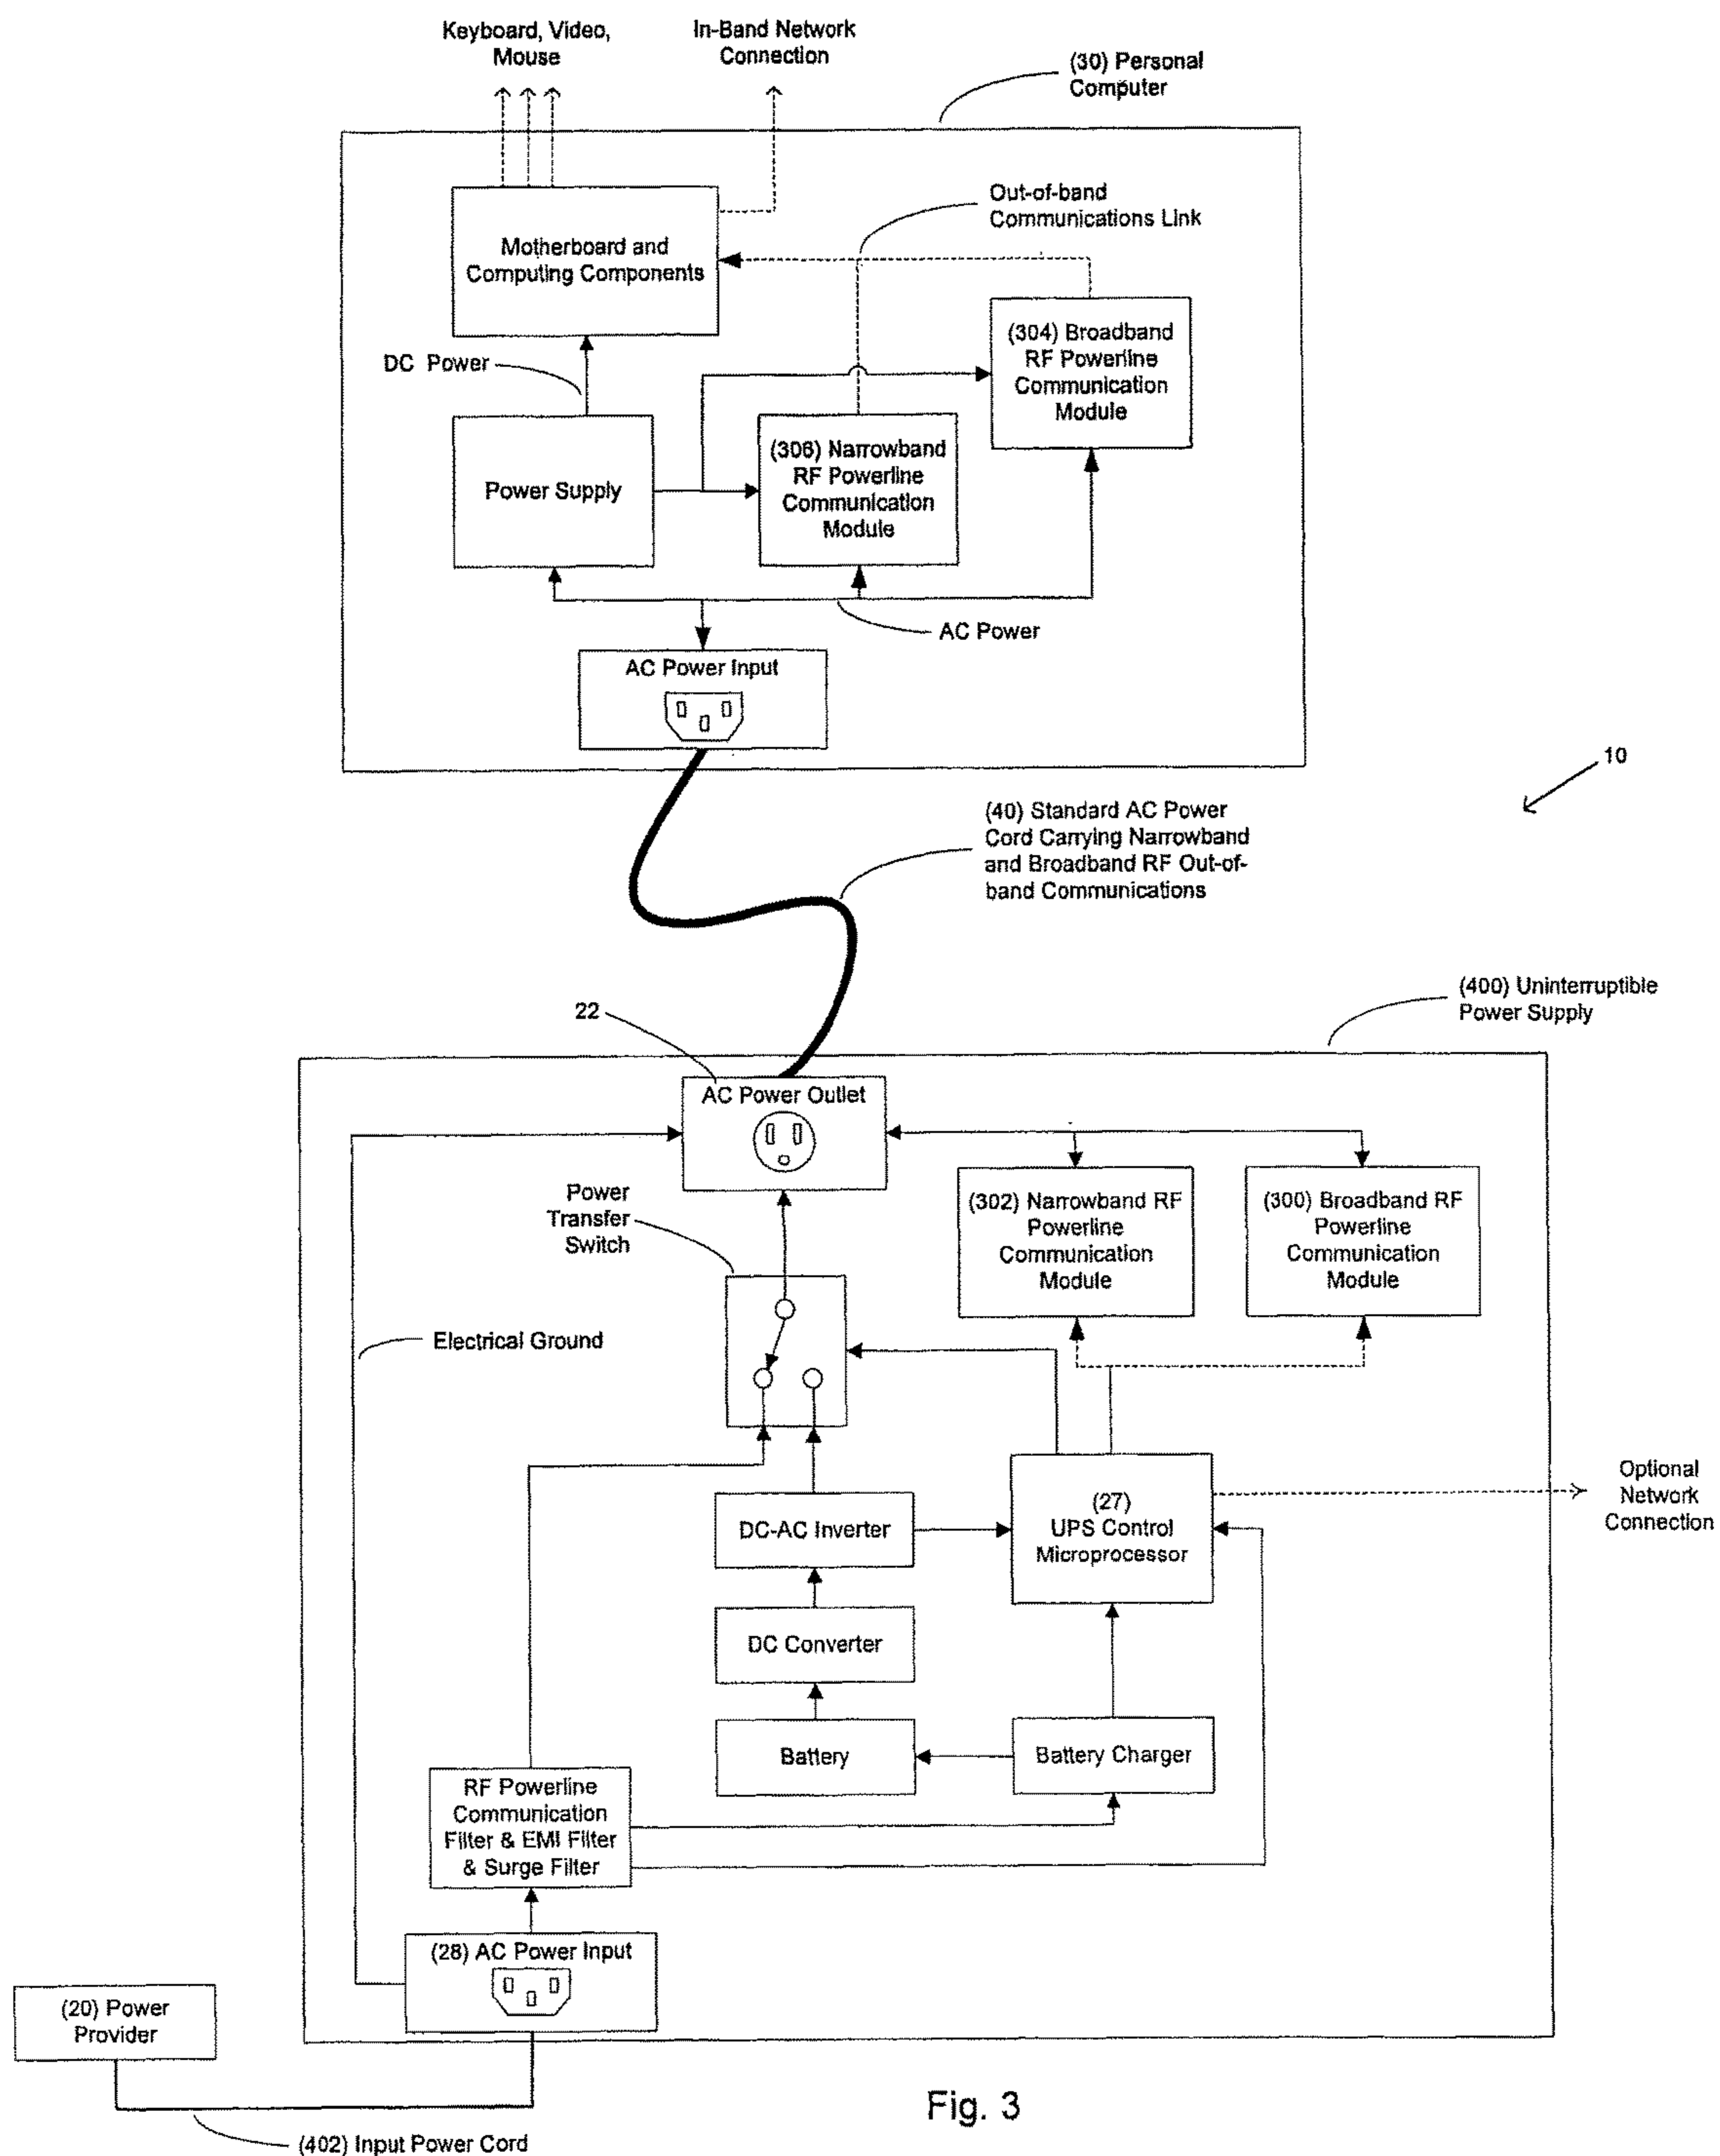 Keyboard, Video,
Mouse
In-Band Network
Connection
(30) Personal
Computer
Out-of-band
Communications Link
Motherboard and
Computing Components
(304) Broadband
RF Powerline
Communication
Module
DC Power
(306) Narrowband
RF Powerline
Communication
Module
Power Supply
AC Power
AC Power Input
10
(40) Standard AC Power
Cord Carrying Narrowband
and Broadband RF Out-of-
band Communications
(400) Uninterruptible
Power Supply
22
AC Power Outlet
Power
Transfer
Switch
(302) Narrowband RF
Powerline
Communication
Module
(300) Broadband RF
Powerline
Communication
Module
Electrical Ground
Optional
Network
Connection
(27)
UPS Control
Microprocessor
DC-AC Inverter
DC Converter
Battery
Battery Charger
RF Powerline
Communication
Filter & EMI Filter
& Surge Filter
(28) AC Power Input
(20) Power
Provider
(402) Input Power Cord
Fig. 3